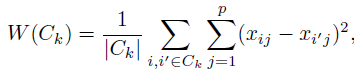 W(C_k) = \frac{1}{|C_k|} \sum_{i,i' \in C_k} \sum_{j=1}^{p} (x_{ij} - x_{i'j})^2,